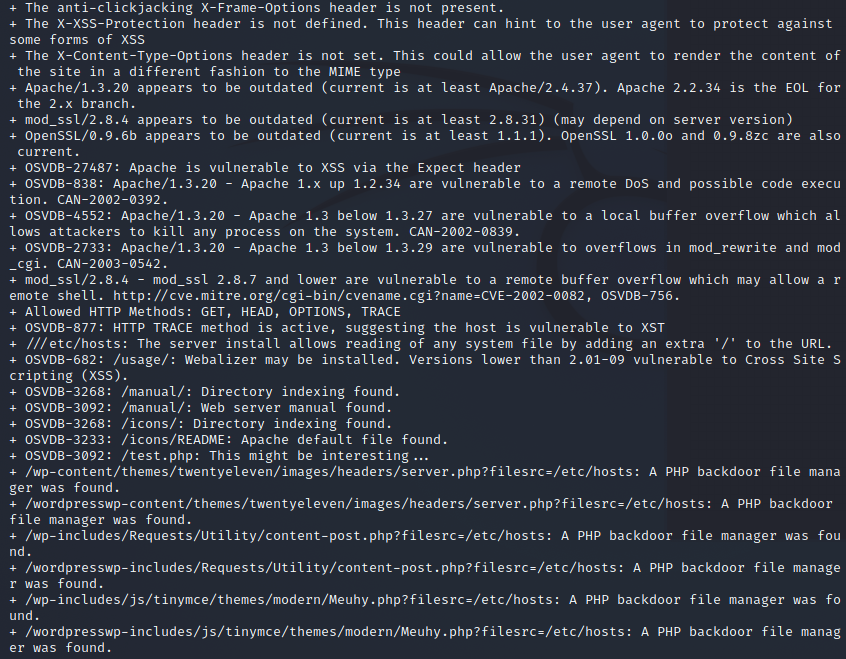 + The anti-clickjacking X-Frame-Options header is not present.
+ The X-XSS-Protection header is not defined. This header can hint to the user agent to protect against
some forms of XSS
+ The X-Content-Type-Options header is not set. This could allow the user agent to render the content of
 the site in a different fashion to the MIME type
+ Apache/1.3.20 appears to be outdated (current is at least Apache/2.4.37). Apache 2.2.34 is the EOL for
 the 2.x branch.
+ mod_ssl/2.8.4 appears to be outdated (current is at least 2.8.31) (may depend on server version)
+ OpenSSL/0.9.6b appears to be outdated (current is at least 1.1.1). OpenSSL 1.0.0o and 0.9.8zc are also
 current.
+ OSVDB-27487: Apache is vulnerable to XSS via the Expect header
+ OSVDB-838: Apache/1.3.20 - Apache 1.x up 1.2.34 are vulnerable to a remote DoS and possible code execu
tion. CAN-2002-0392.
+ OSVDB-4552: Apache/1.3.20 - Apache 1.3 below 1.3.27 are vulnerable to a local buffer overflow which al
lows attackers to kill any process on the system. CAN-2002-0839.
+ OSVDB-2733: Apache/1.3.20 - Apache 1.3 below 1.3.29 are vulnerable to overflows in mod_rewrite and mod
_cgi. CAN-2003-0542.
+ mod_ssl/2.8.4 - mod_ssl 2.8.7 and lower are vulnerable to a remote buffer overflow which may allow a r
emote shell. http://cve.mitre.org/cgi-bin/cvename.cgi?name=CVE-2002-0082, OSVDB-756.
+ Allowed HTTP Methods: GET, HEAD, OPTIONS, TRACE
+ OSVDB-877: HTTP TRACE method is active, suggesting the host is vulnerable to XST
+ ///etc/hosts: The server install allows reading of any system file by adding an extra '/' to the URL.
+ OSVDB-682: /usage/: Webalizer may be installed. Versions lower than 2.01-09 vulnerable to Cross Site S
cripting (XSS).
+ OSVDB-3268: /manual/: Directory indexing found.
+ OSVDB-3092: /manual/: Web server manual found.
+ OSVDB-3268: /icons/: Directory indexing found.
+ OSVDB-3233: /icons/README: Apache default file found.
+ OSVDB-3092: /test.php: This might be interesting...
+ /wp-content/themes/twentyeleven/images/headers/server.php?filesrc=/etc/hosts: A PHP backdoor file mana
ger was found.
+ /wordpresswp-content/themes/twentyeleven/images/headers/server.php?filesrc=/etc/hosts: A PHP backdoor
file manager was found.
+ /wp-includes/Requests/Utility/content-post.php?filesrc=/etc/hosts: A PHP backdoor file manager was fou
nd.
+ /wordpresswp-includes/Requests/Utility/content-post.php?filesrc=/etc/hosts: A PHP backdoor file manage
r was found.
+ /wp-includes/js/tinymce/themes/modern/Meuhy.php?filesrc=/etc/hosts: A PHP backdoor file manager was fo
und.
+ /wordpresswp-includes/js/tinymce/themes/modern/Meuhy.php?filesrc=/etc/hosts: A PHP backdoor file manag
er was found.